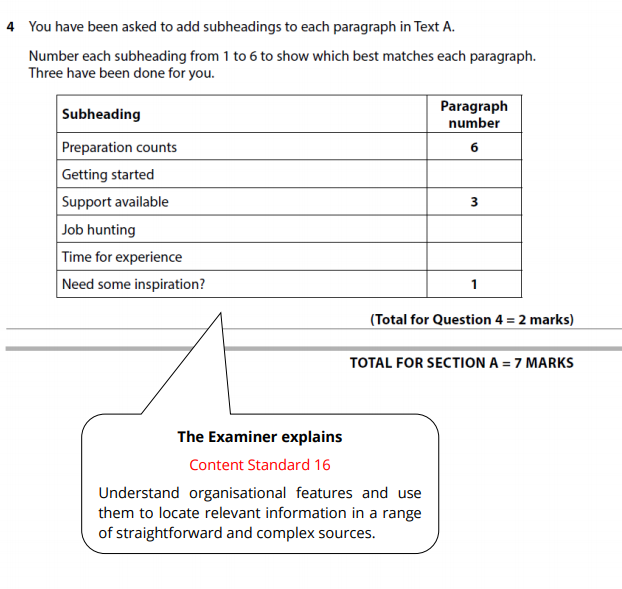 4 You have been asked to add subheadings to each paragraph in Text A.
Number each subheading from 1 to 6 to show which best matches each paragraph.
Three have been done for you.
Subheading
Paragraph
number
Preparation counts 6
Getting started
Support available 3
Job hunting
Time for experience
Need some inspiration? 1
(Total for Question 4 = 2 marks)
TOTAL FOR SECTION A = 7 MARKS
The Examiner explains
Content Standard 16
Understand organisational features and use
them to locate relevant information in a range
of straightforward and complex sources.